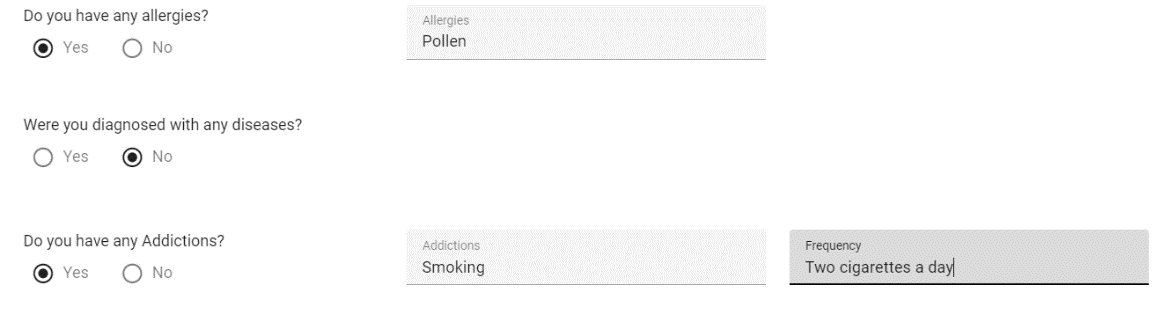 Do you have any allergies?
Yes No
Allergies
Pollen
Were you diagnosed with any diseases?
Yes No
Do you have any Addictions?
Yes No
Addictions
Smoking
Frequency
Two cigarettes a day